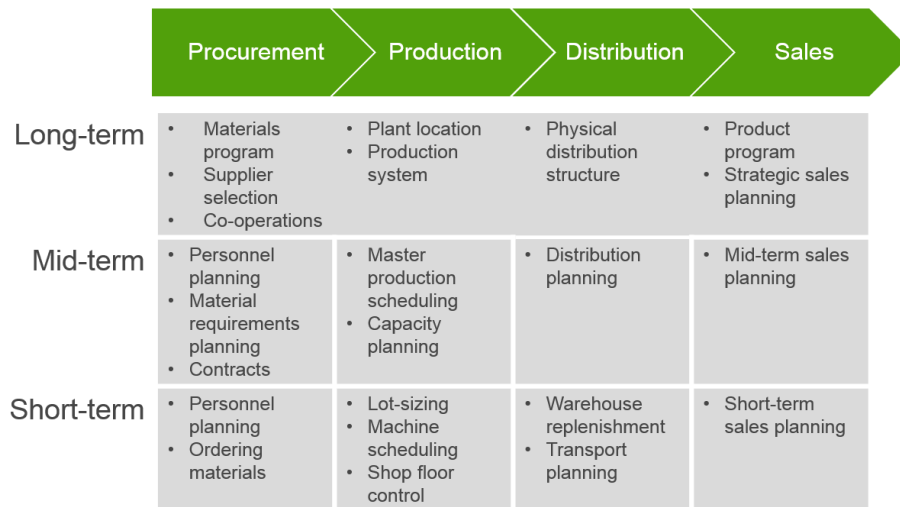 Procurement
Production
Distribution
Sales
Long-term
• Materials
program
• Supplier
selection
• Co-operations
• Plant location
• Production
system
• Physical
distribution
structure
• Product
program
• Strategic sales
planning
Mid-term
• Personnel
planning
• Material
requirements
planning
• Contracts
• Master
production
scheduling
• Capacity
planning
• Distribution
planning
• Mid-term sales
planning
Short-term
• Personnel
planning
• Ordering
materials
• Lot-sizing
• Machine
scheduling
• Shop floor
control
• Warehouse
replenishment
• Transport
planning
• Short-term
sales planning